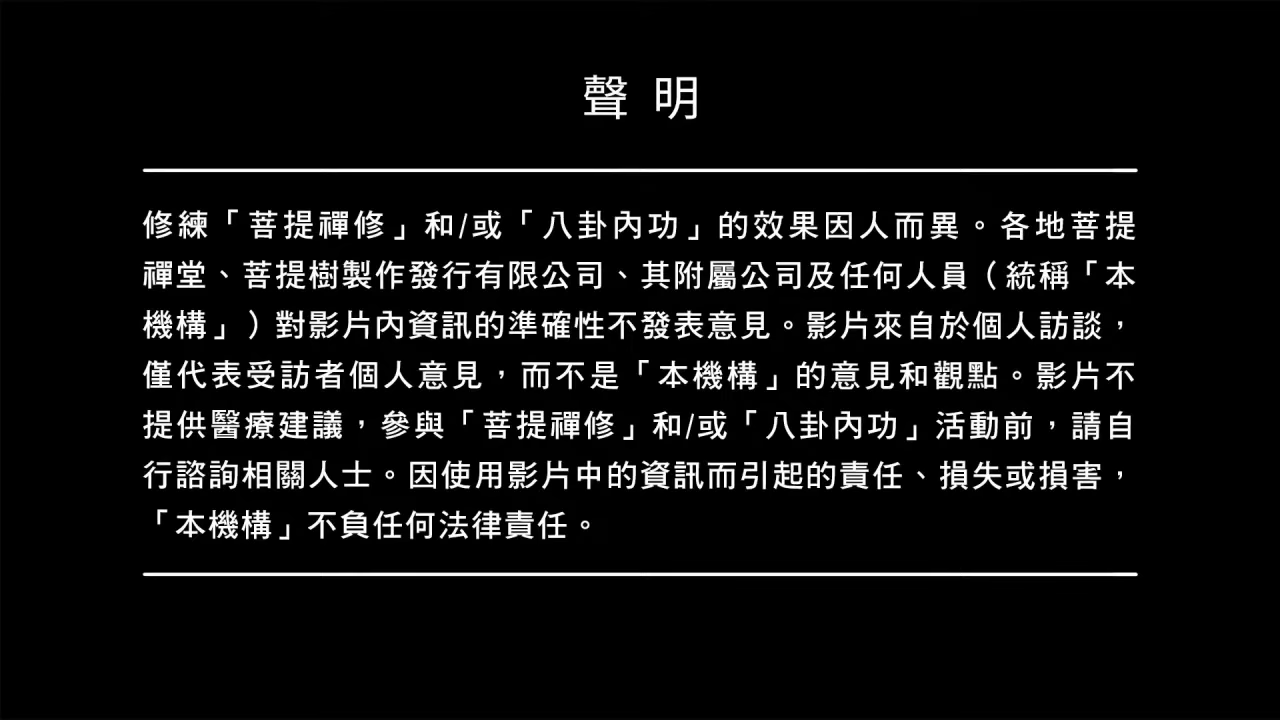 聲明
修練「菩提禪修」和/或「八卦內功」的效果因人而異。各地菩提
禪堂、菩提樹製作發行有限公司、其附屬公司及任何人員（統稱「本
機構」）對影片內資訊的準確性不發表意見。影片來自於個人訪談，
僅代表受訪者個人意見，而不是「本機構」的意見和觀點。影片不
提供醫療建議，參與「菩提禪修」和/或「八卦內功」活動前，請自
行諮詢相關人士。因使用影片中的資訊而引起的責任、損失或損害，
「本機構」不負任何法律責任。